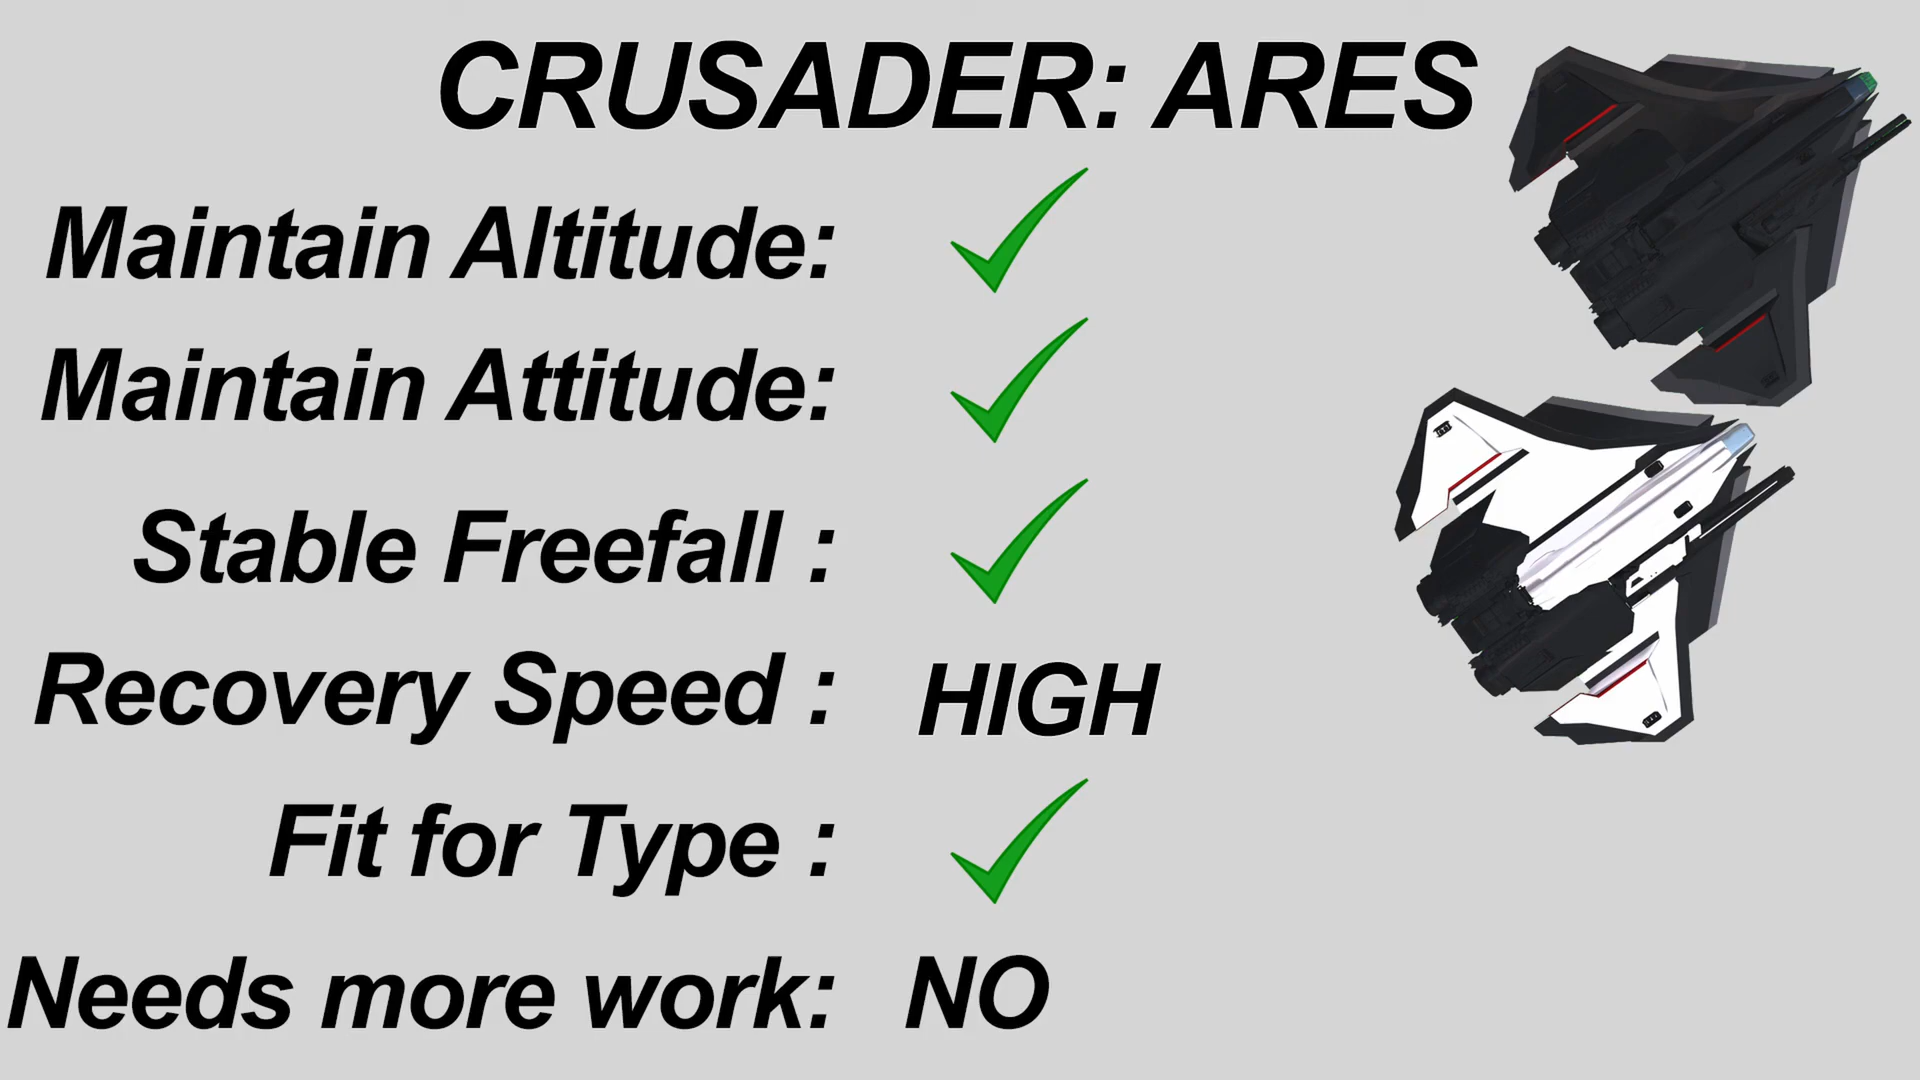 CRUSADER: ARES
Maintain Altitude:
Maintain Attitude:
Stable Freefall :
Recovery Speed : HIGH
Fit for Type :
Needs more work: NO